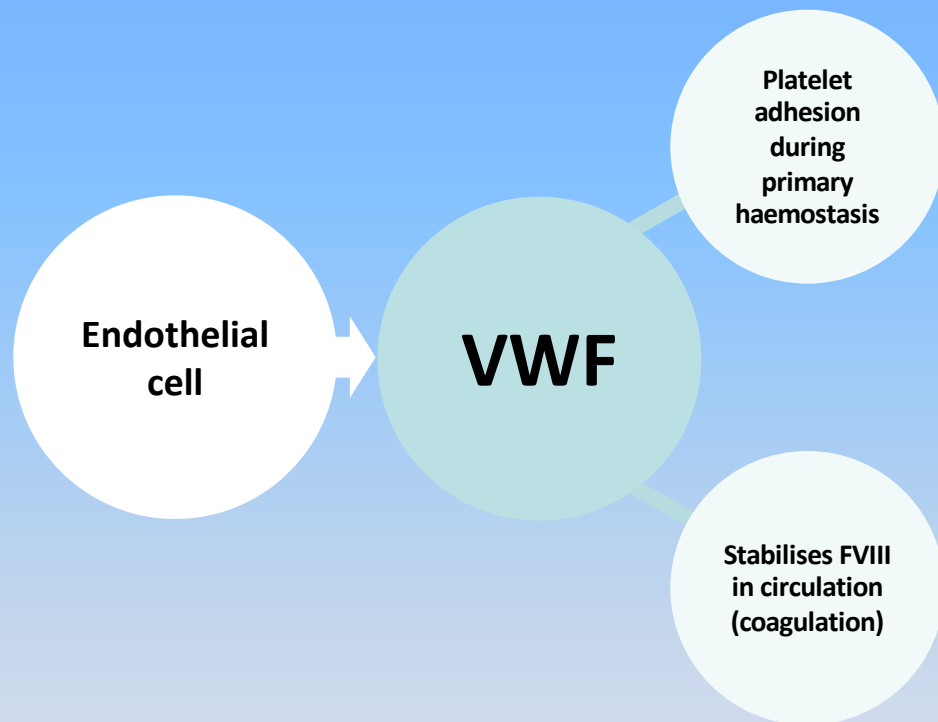 Endothelial
cell
VWF
Platelet
adhesion
during
primary
haemostasis
Stabilises FVIII
in circulation
(coagulation)